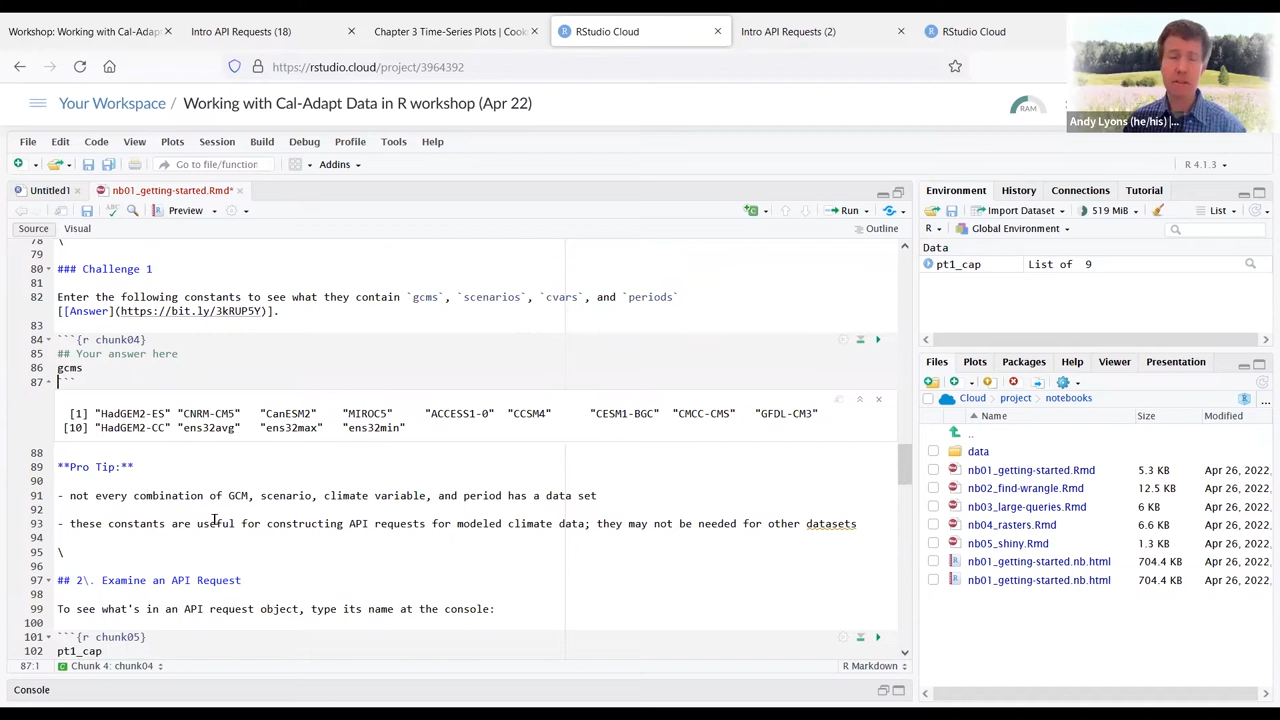 Workshop: Working with Cal-Adapt Intro API Requests (18) Chapter 3 Time-Series Plots | Cook RStudio Cloud Intro API Requests (2) RStudio Cloud
https://rstudio.cloud/project/3964392
Your Workspace / Working with Cal-Adapt Data in R workshop (Apr 22)
RAM
Andy Lyons (he/his) |...
File Edit Code View Plots Session Build Debug Profile Tools Help
Go to file/function Addins R 4.1.3
Untitled1 nb01_getting-started.Rmd*
Preview Run
Source Visual Outline
78 \
79
80 ### Challenge 1
81
82 Enter the following constants to see what they contain `gcms`, `scenarios`, `cvars`, and `periods`
[[Answer](https://bit.ly/3kRUP5Y)].
83
84 ```{r chunk04}
85 ## Your answer here
86 gcms
87 ```
[1] "HadGEM2-ES" "CNRM-CM5" "CanESM2" "MIROC5" "ACCESS1-0" "CCSM4" "CESM1-BGC" "CMCC-CMS" "GFDL-CM3"
[10] "HadGEM2-CC" "ens32avg" "ens32max" "ens32min"
88
89 **Pro Tip:**
90
91 - not every combination of GCM, scenario, climate variable, and period has a data set
92
93 - these constants are useful for constructing API requests for modeled climate data; they may not be needed for other datasets
94
95 \
96
97 ## 2\. Examine an API Request
98
99 To see what's in an API request object, type its name at the console:
100
101 ```{r chunk05}
102 pt1_cap
87:1 Chunk 4: chunk04 R Markdown
Console
Environment History Connections Tutorial
Import Dataset 519 MiB List
R Global Environment
Data
pt1_cap List of 9
Files Plots Packages Help Viewer Presentation
Cloud project notebooks R ...
Name Size Modified
..
data
nb01_getting-started.Rmd 5.3 KB Apr 26, 2022,
nb02_find-wrangle.Rmd 12.5 KB Apr 26, 2022,
nb03_large-queries.Rmd 6 KB Apr 26, 2022,
nb04_rasters.Rmd 6.6 KB Apr 26, 2022,
nb05_shiny.Rmd 1.3 KB Apr 26, 2022,
nb01_getting-started.nb.html 704.4 KB Apr 26, 2022,
nb01_getting-started.nb.html 704.4 KB Apr 26, 2022,